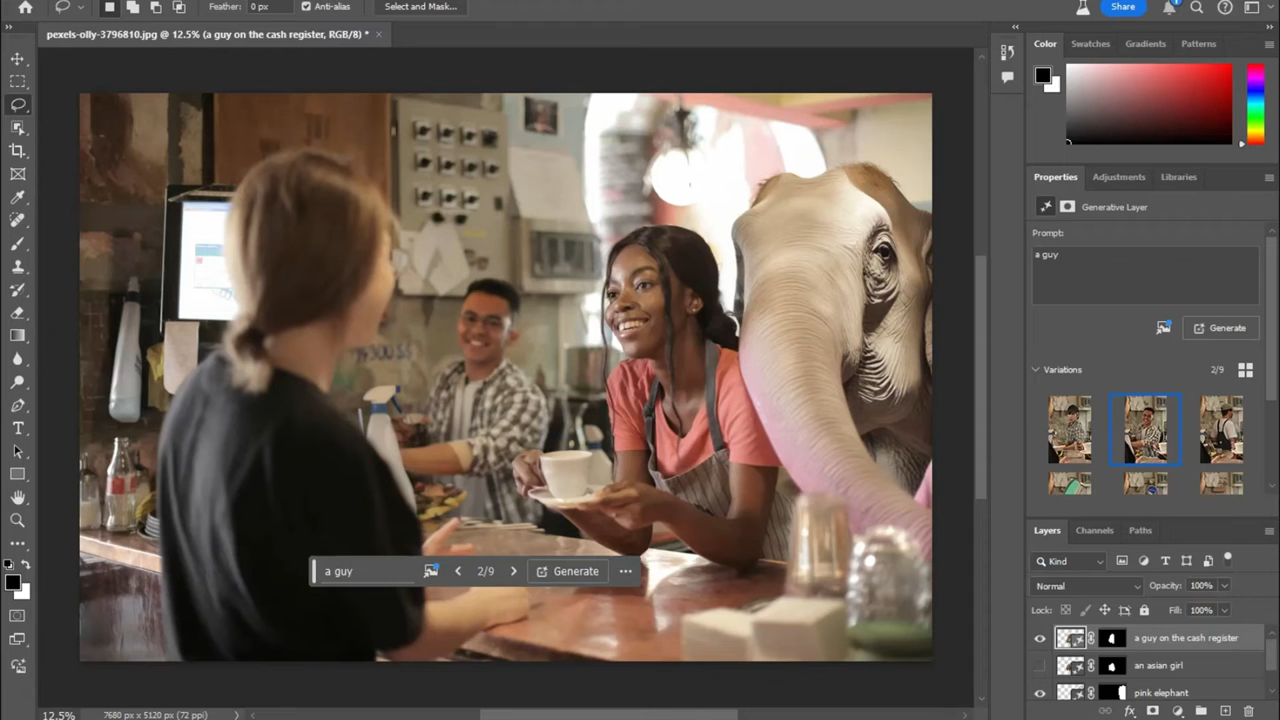 Feather: 0 px Anti-alias Select and Mask... Share
pexels-olly-3796810.jpg @ 12.5% (a guy on the cash register, RGB/8) * ×
Color Swatches Gradients Patterns
Properties Adjustments Libraries
Generative Layer
Prompt:
a guy
Generate
Variations 2/9
a guy 2/9 Generate ...
Layers Channels Paths
Kind
Normal Opacity: 100%
Lock: Fill: 100%
a guy on the cash register
an asian girl
pink elephant
fx
12.5% 7680 px x 5120 px (72 ppi)